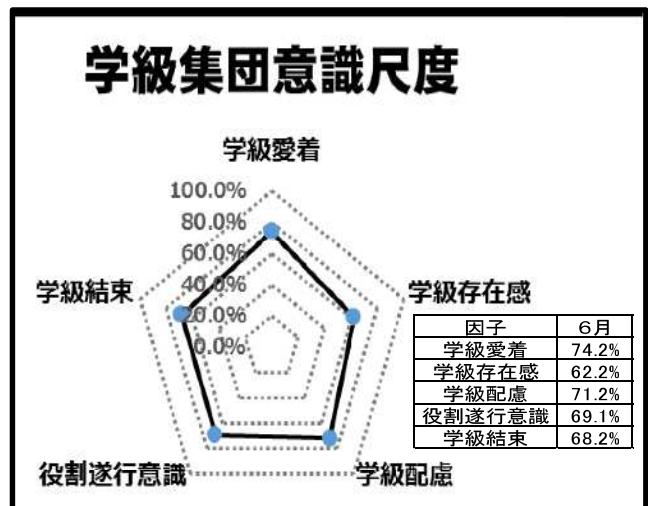 学級集団意識尺度
学級愛着
100.0%
80.0%
60.0%
40.0%
20.0%
0.0%
学級結束
学級存在感
役割遂行意識
学級配慮
因子 6月
学級愛着 74.2%
学級存在感 62.2%
学級配慮 71.2%
役割遂行意識 69.1%
学級結束 68.2%